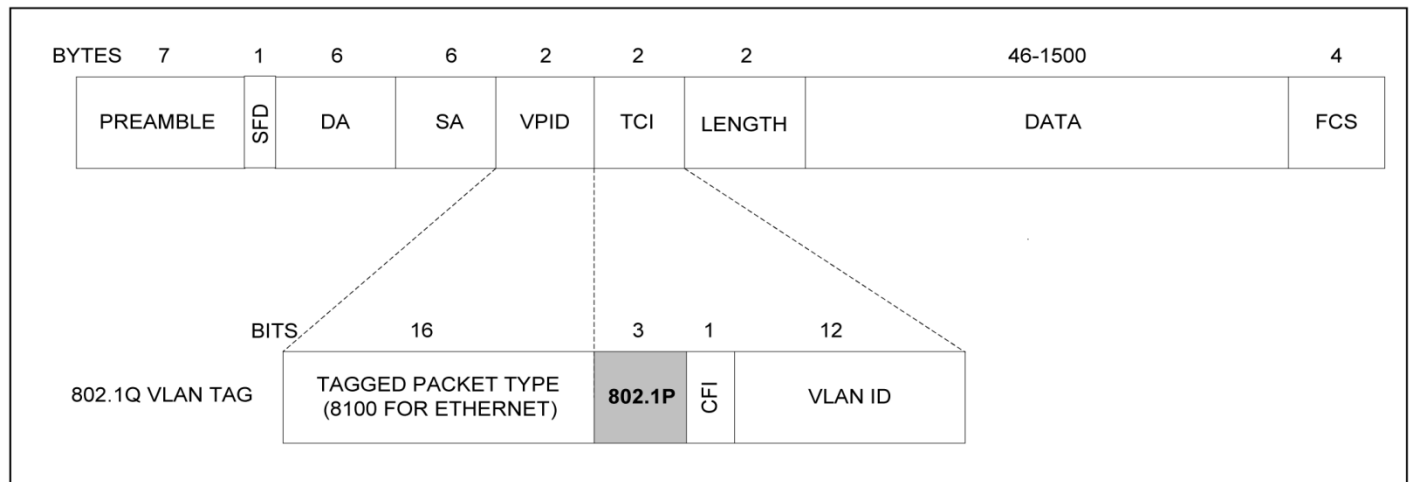 BYTES 7 1 6 6 2 2 2 46-1500 4
PREAMBLE SFD DA SA VPID TCI LENGTH DATA FCS
BITS 16 3 1 12
802.1Q VLAN TAG
TAGGED PACKET TYPE
(8100 FOR ETHERNET)
802.1P
CFI
VLAN ID